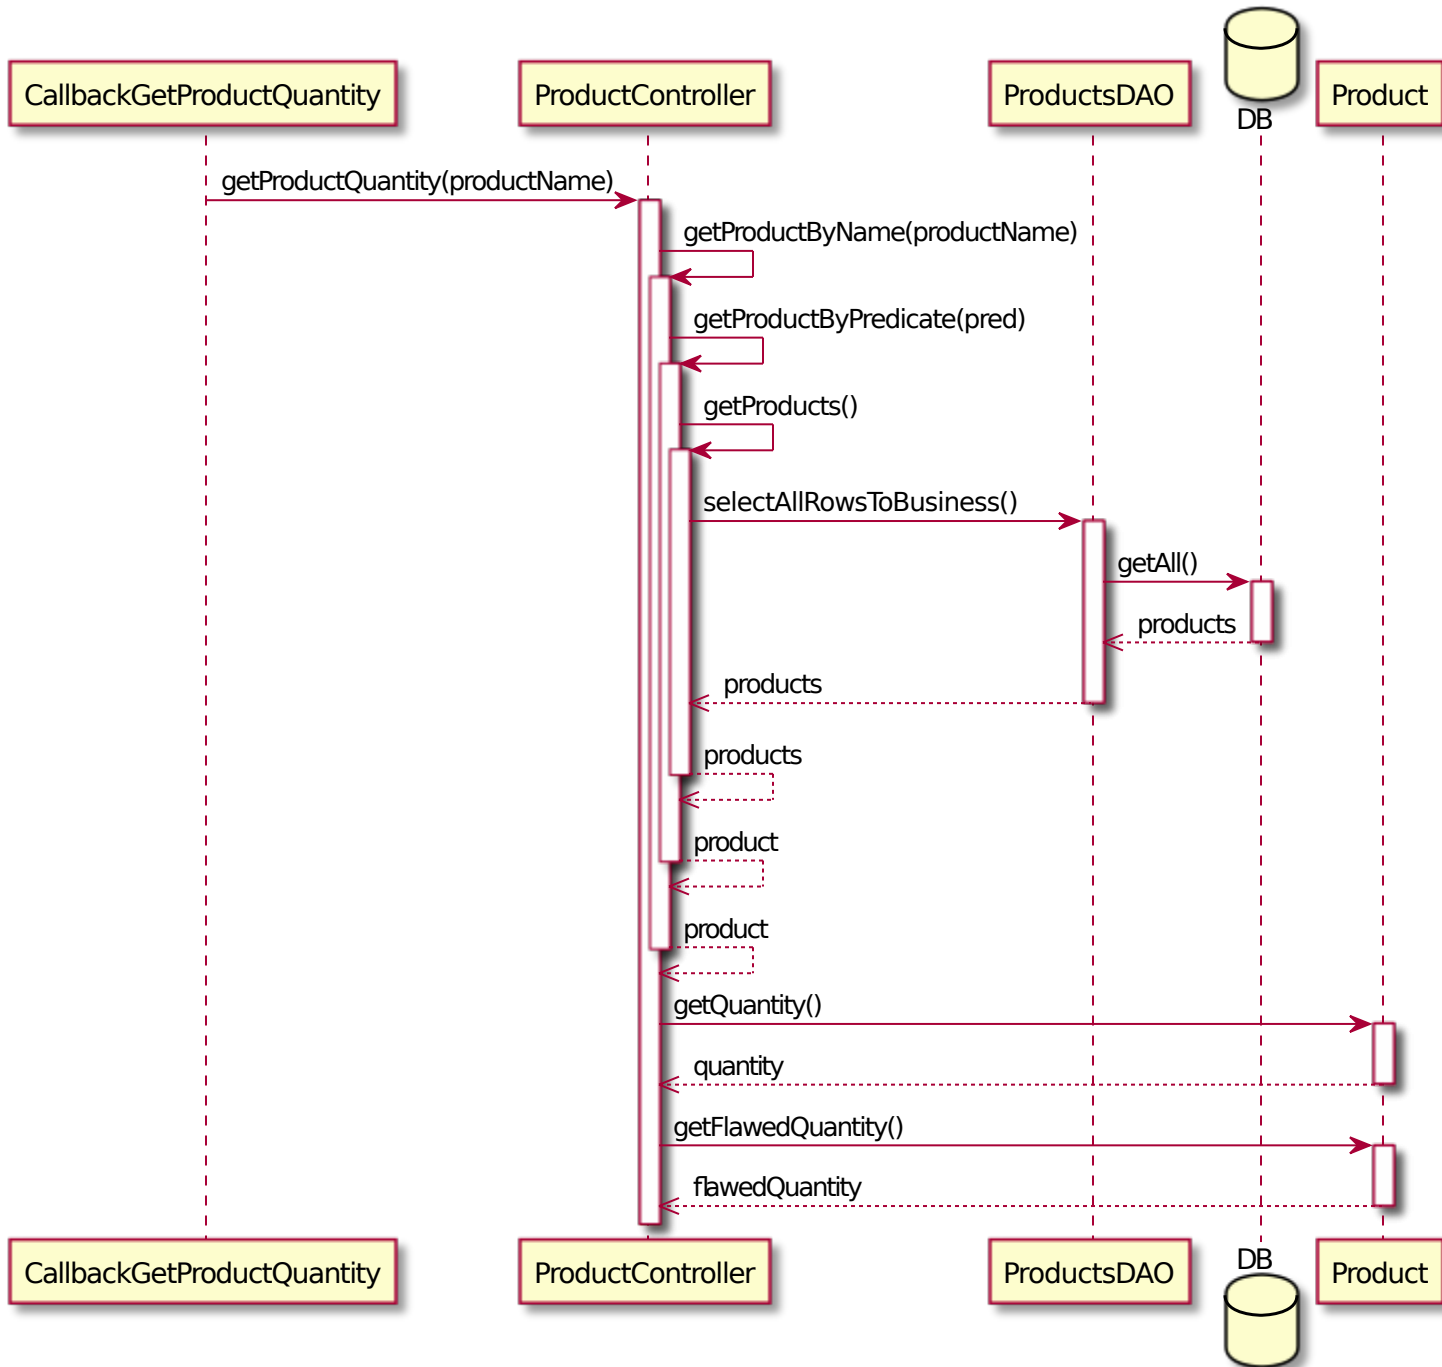 CallbackGetProductQuantity
ProductController
ProductsDAO
DB
Product
getProductQuantity(productName)
getProductByName(productName)
getProductByPredicate(pred)
getProducts()
selectAllRowsToBusiness()
getAll()
products
products
products
product
product
getQuantity()
quantity
getFlawedQuantity()
flawedQuantity
CallbackGetProductQuantity
ProductController
ProductsDAO
DB
Product